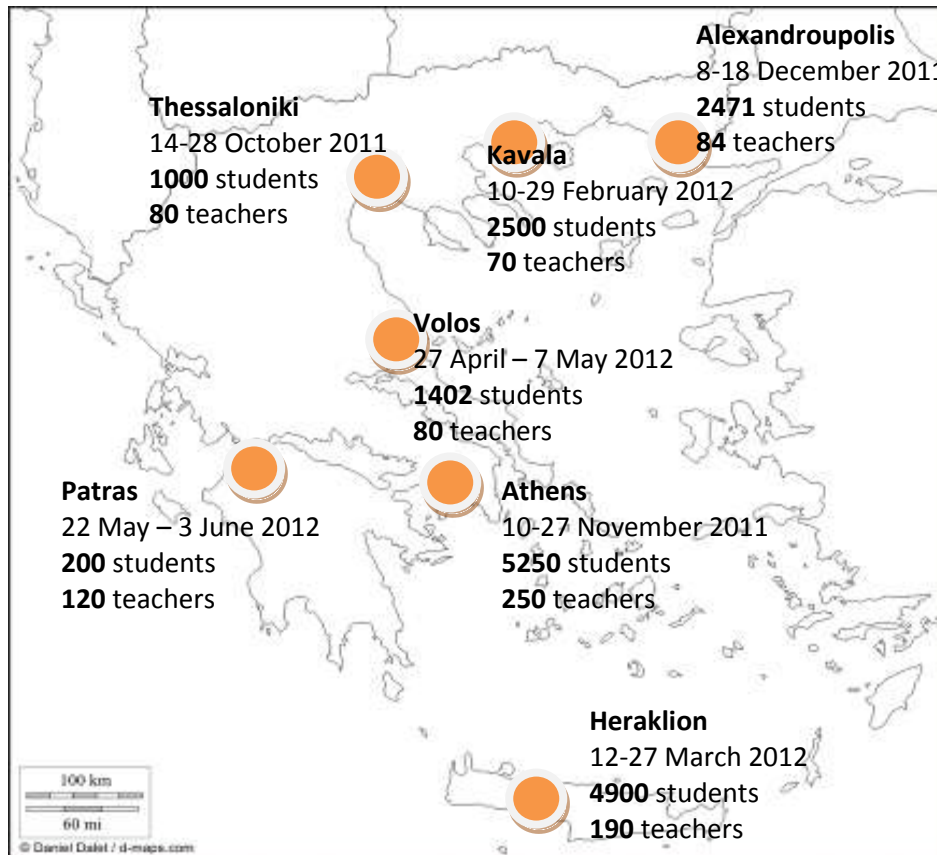 Alexandroupolis
8-18 December 2011
2471 students
84 teachers
Thessaloniki
14-28 October 2011
1000 students
80 teachers
Kavala
10-29 February 2012
2500 students
70 teachers
Volos
27 April – 7 May 2012
1402 students
80 teachers
Patras
22 May – 3 June 2012
200 students
120 teachers
Athens
10-27 November 2011
5250 students
250 teachers
Heraklion
12-27 March 2012
4900 students
190 teachers
100 km
60 mi
© Daniel Dalet / d-maps.com